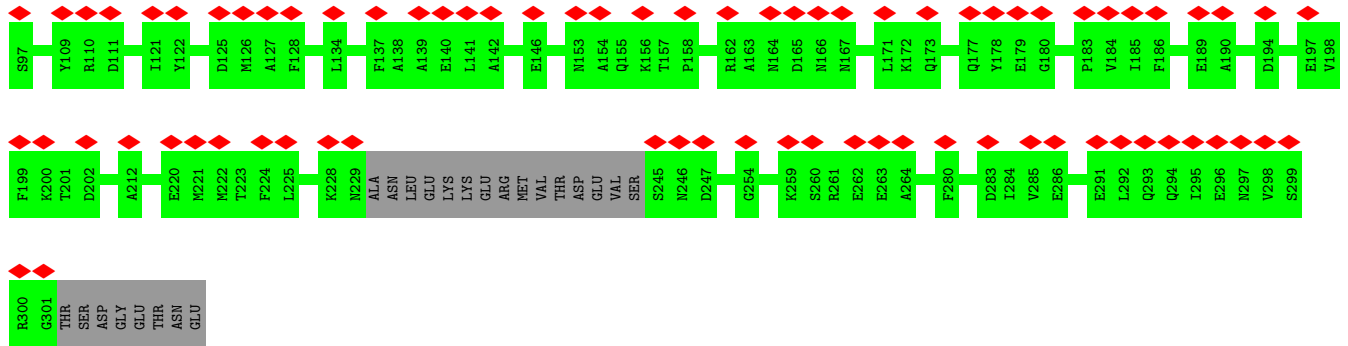 S97 Y109 R110 D111 I121 Y122 D125 M126 A127 F128 L134 F137 A138 A139 E140 L141 A142 E146 N153 A154 Q155 K156 T157 P158 R162 A163 N164 D165 N166 N167 L171 K172 Q173 Q177 Y178 E179 G180 P183 V184 I185 F186 E189 A190 D194 E197 V198
F199 K200 T201 D202 A212 E220 M221 M222 T223 F224 L225 K228 N229 ALA ASN LEU GLU LYS LYS GLU ARG MET VAL THR ASP GLU VAL SER S245 N246 D247 G254 K259 S260 R261 E262 E263 A264 F280 D283 I284 V285 E286 E291 L292 Q293 Q294 I295 E296 N297 V298 S299
R300 G301 THR SER ASP GLY GLU THR ASN GLU